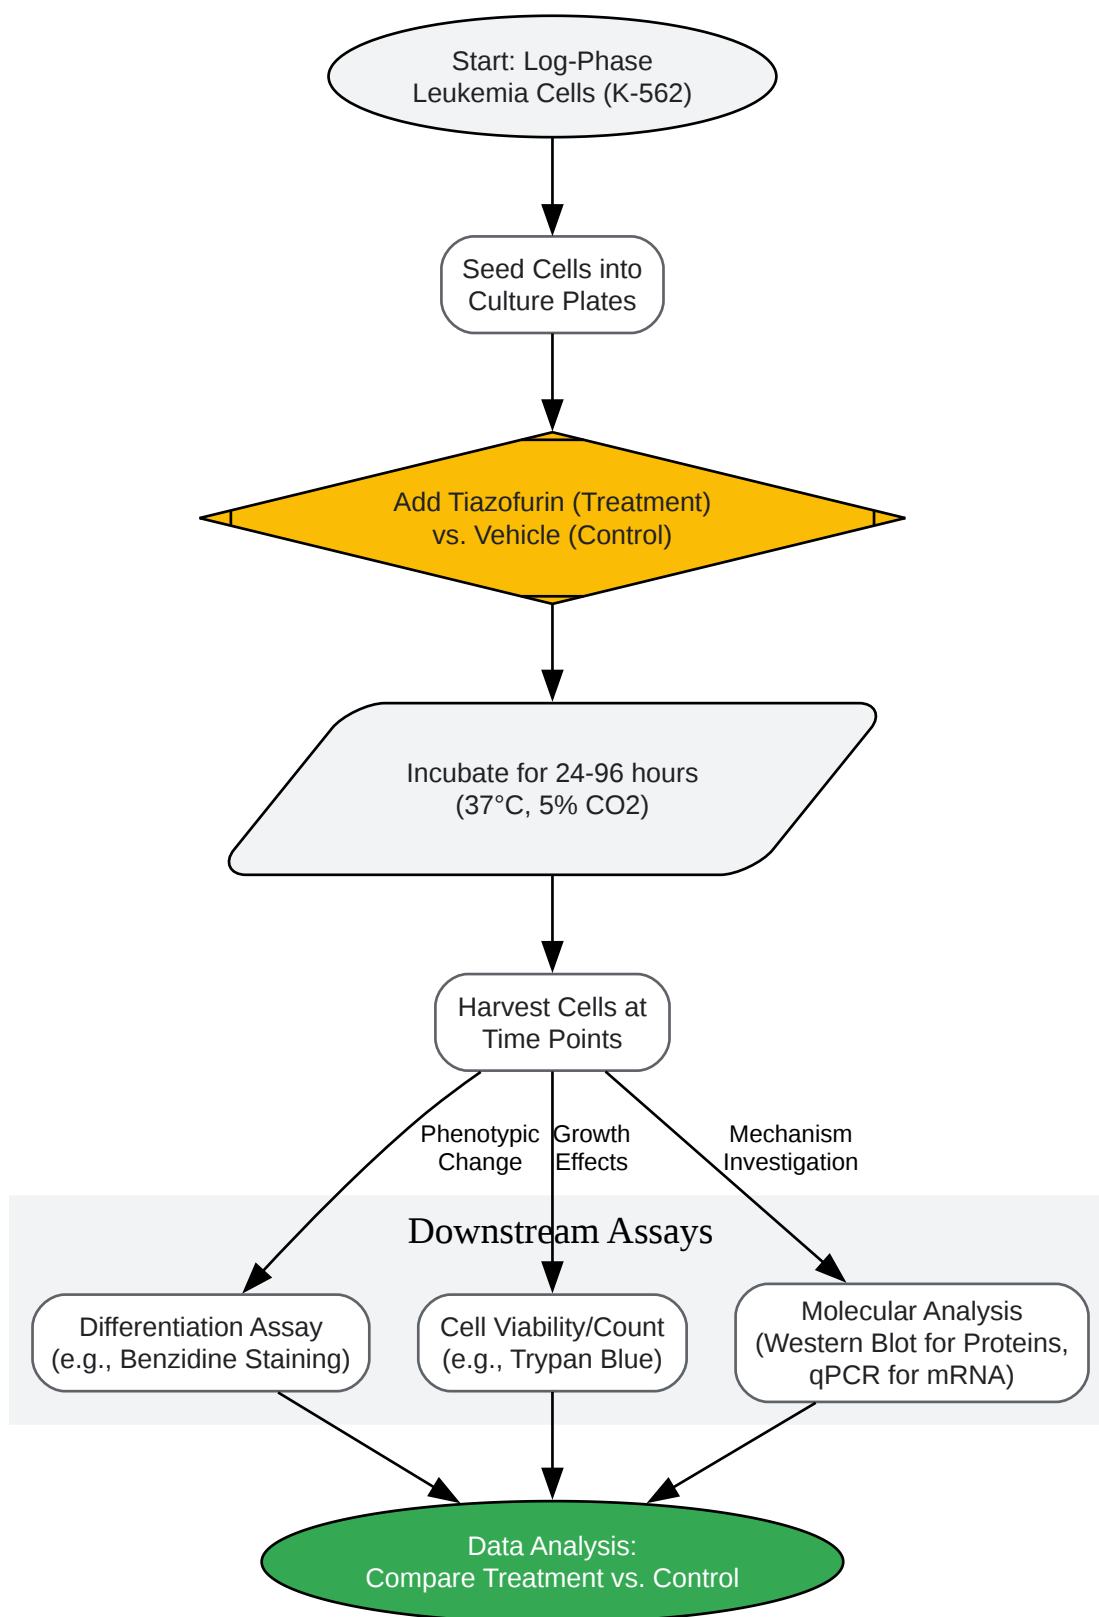 Start: Log-Phase
Leukemia Cells (K-562)
Seed Cells into
Culture Plates
Add Tiazofurin (Treatment)
vs. Vehicle (Control)
Incubate for 24-96 hours
(37°C, 5% CO2)
Harvest Cells at
Time Points
Phenotypic
Change
Growth
Effects
Mechanism
Investigation
Downstream Assays
Differentiation Assay
(e.g., Benzidine Staining)
Cell Viability/Count
(e.g., Trypan Blue)
Molecular Analysis
(Western Blot for Proteins,
qPCR for mRNA)
Data Analysis:
Compare Treatment vs. Control